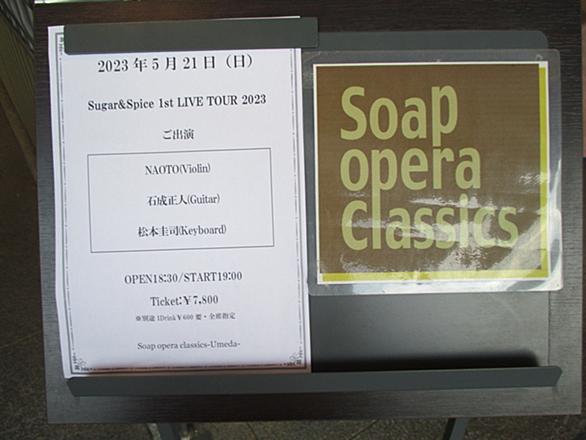 2023年5月21日（日）
Sugar&Spice 1st LIVE TOUR 2023
ご出演
NAOTO(Violin)
石成正人(Guitar)
松本圭司(Keyboard)
OPEN18:30/START19:00
Ticket:￥7,800
※別途1Drink￥600要・全席指定
Soap opera classics-Umeda-
Soap
opera
Classics